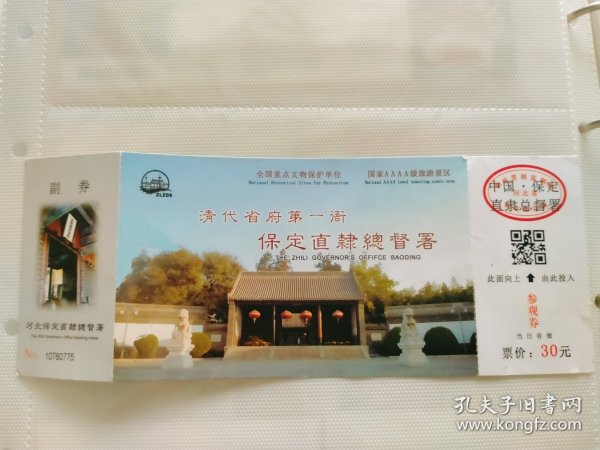 副 券
河北保定直隸總督署
The Zhili Governor's Office Baoding Hebei
No. 10760775
ZLZDS
全国重点文物保护单位
National Historical Sites for Protection
国家AAAA级旅游景区
National AAAA Level traveling scenic area
清代省府第一衙
保定直隸總督署
THE ZHILI GOVERNOR'S OFFIFCE BAODING
中国·保定
直隶总督署
此面向上 由此投入
参观券
当日有效
票价:30元
孔夫子旧书网
www.kongfz.com